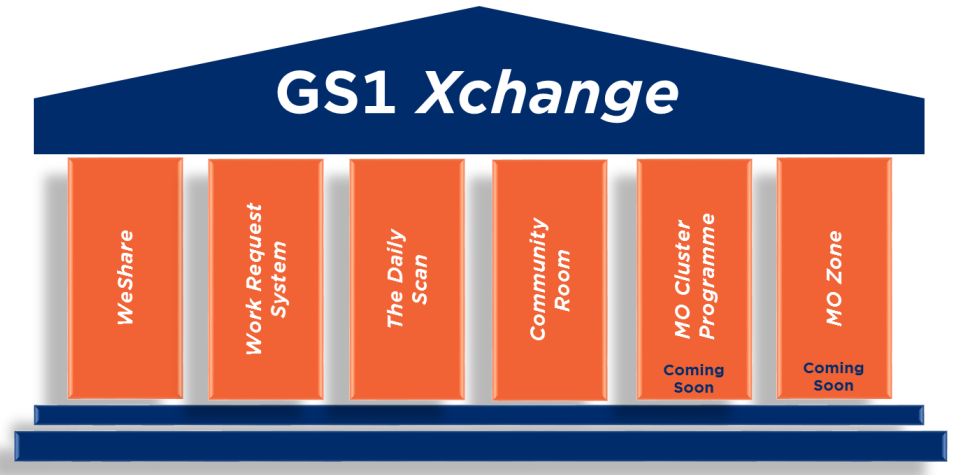 GS1 Xchange
WeShare
Work Request
System
The Daily
Scan
Community
Room
MO Cluster
Programme
Coming
Soon
MO Zone
Coming
Soon